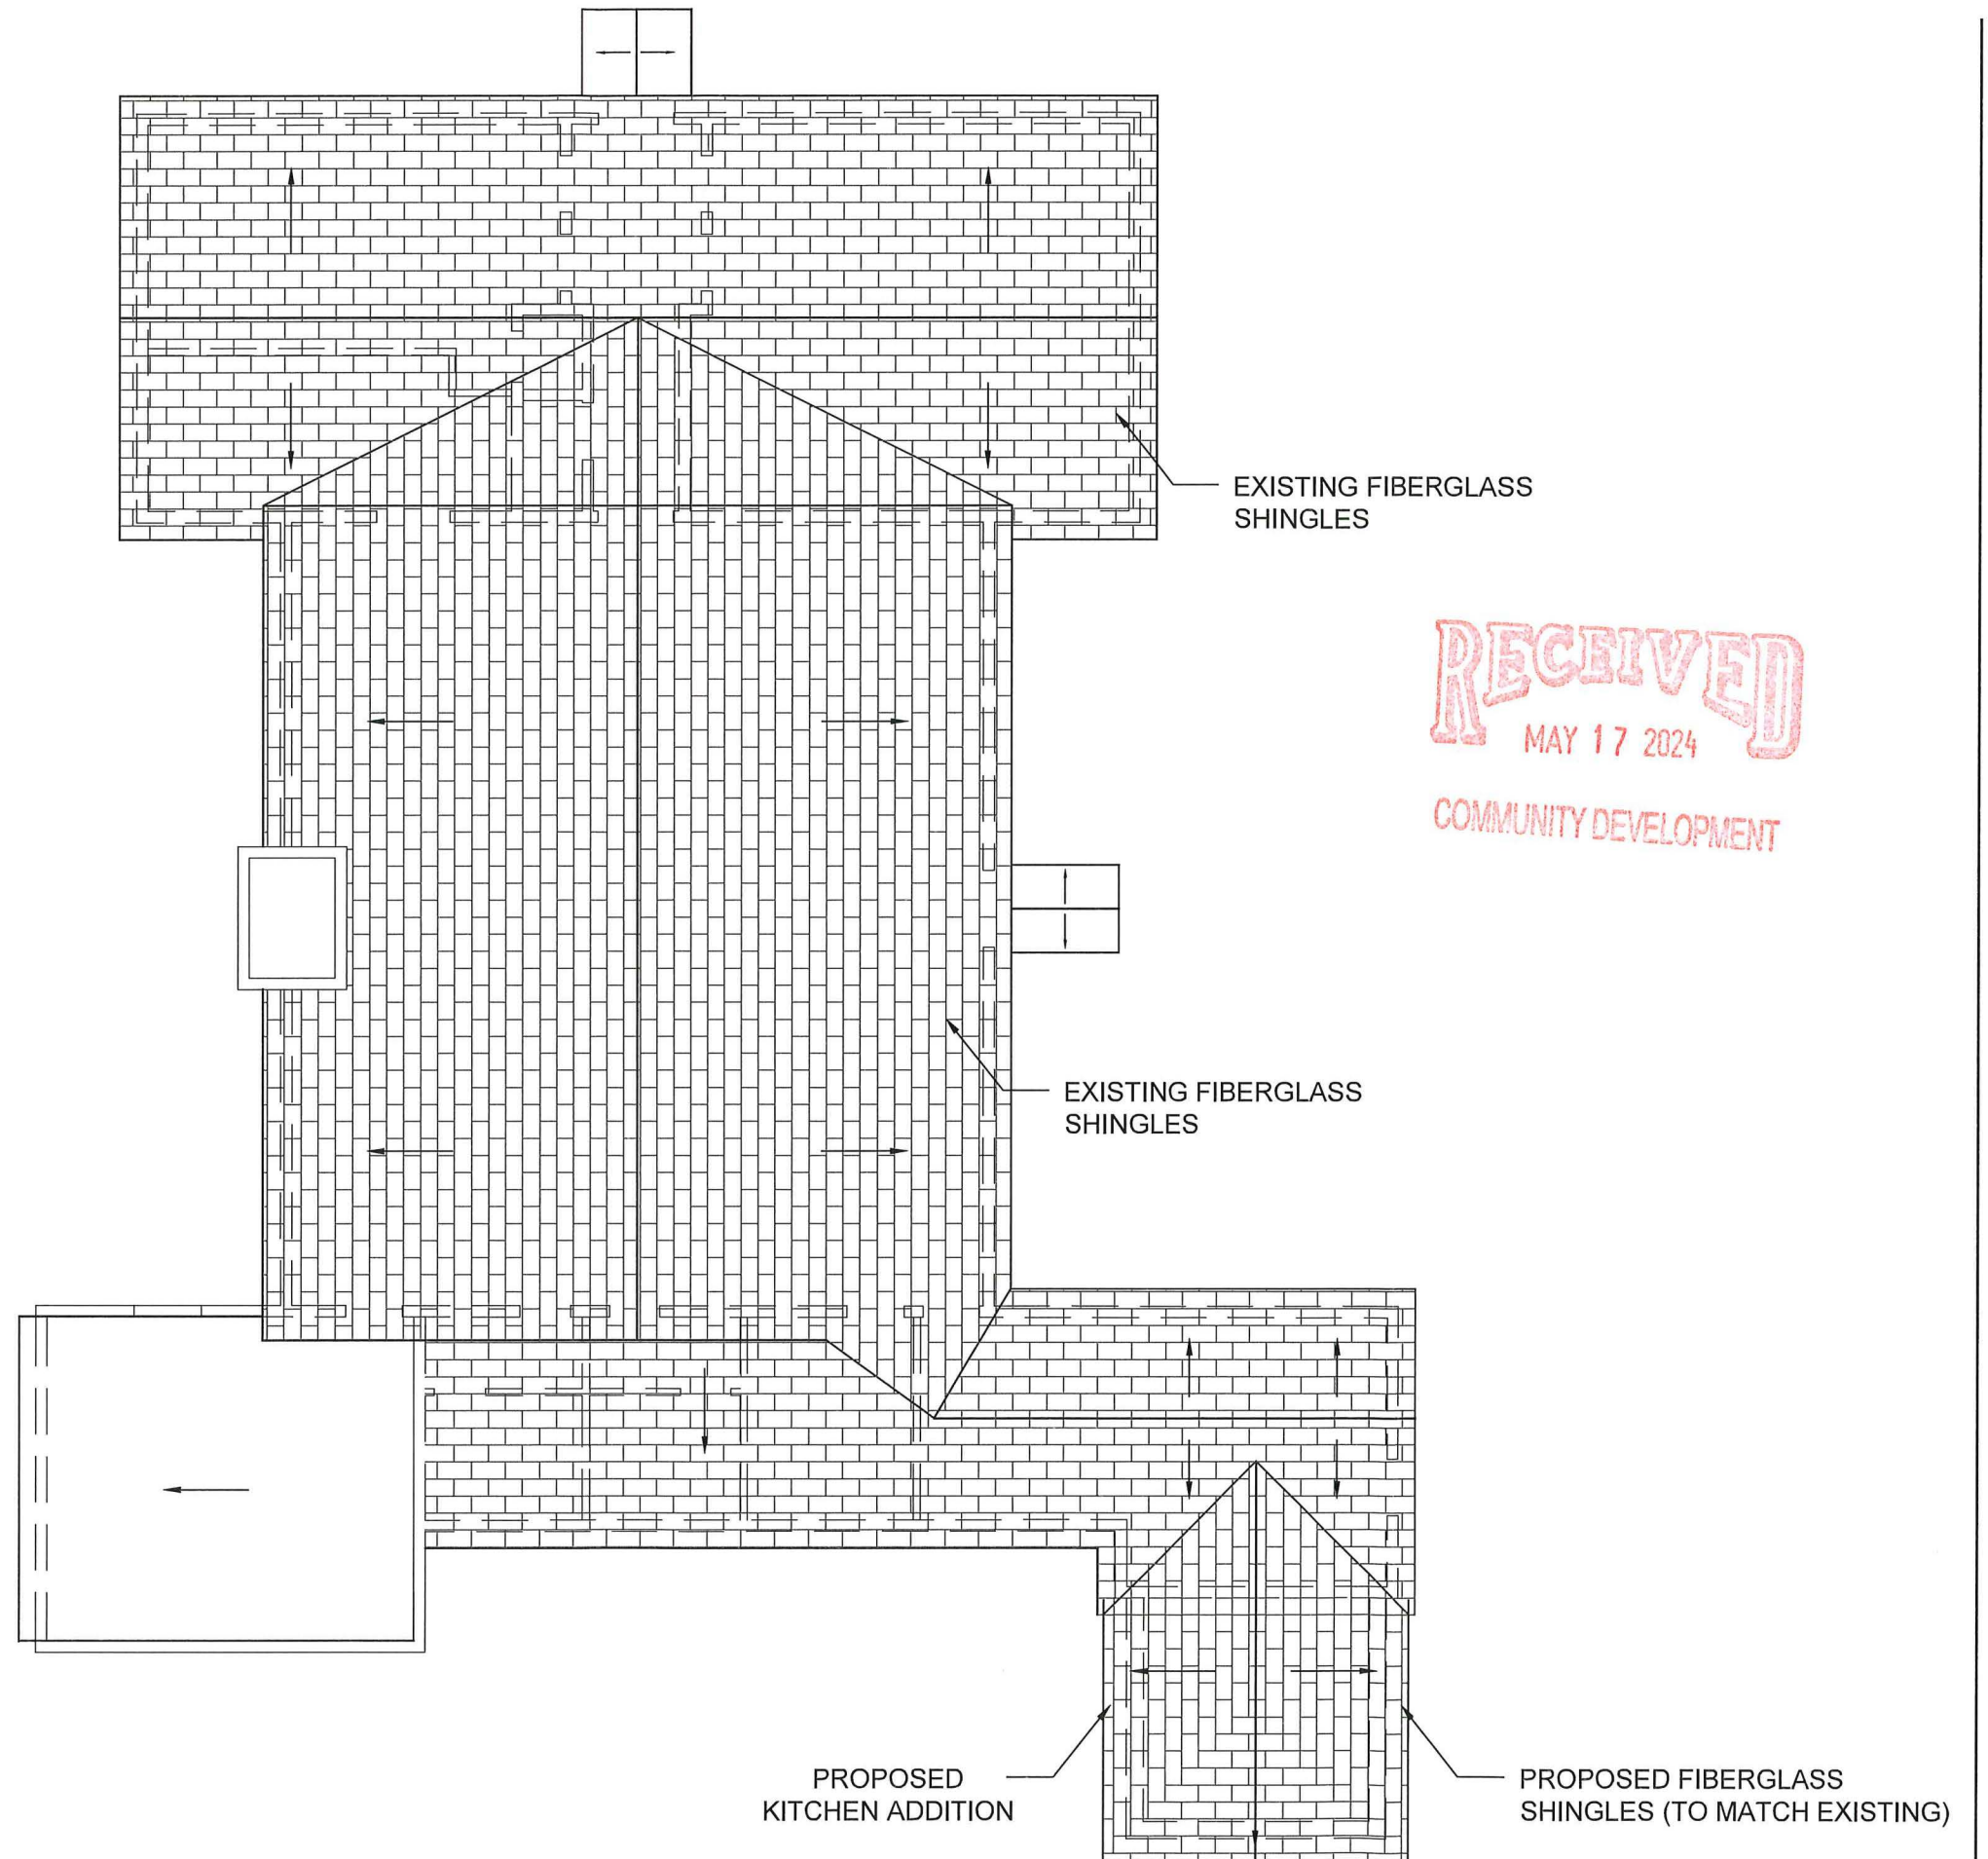 EXISTING FIBERGLASS
SHINGLES
RECEIVED
MAY 17 2024
COMMUNITY DEVELOPMENT
EXISTING FIBERGLASS
SHINGLES
PROPOSED
KITCHEN ADDITION
PROPOSED FIBERGLASS
SHINGLES (TO MATCH EXISTING)